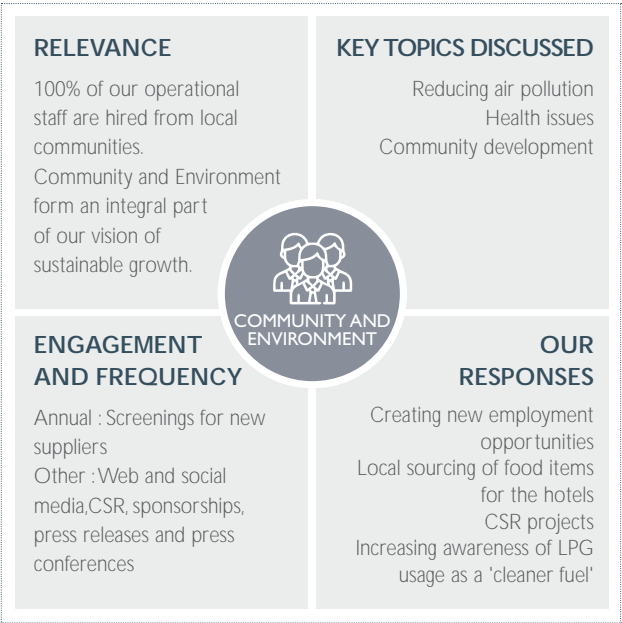 RELEVANCE
100% of our operational
staff are hired from local
communities.
Community and Environment
form an integral part
of our vision of
sustainable growth.
KEY TOPICS DISCUSSED
Reducing air pollution
Health issues
Community development
COMMUNITY AND
ENVIRONMENT
ENGAGEMENT
AND FREQUENCY
Annual : Screenings for new
suppliers
Other : Web and social
media,CSR, sponsorships,
press releases and press
conferences
OUR
RESPONSES
Creating new employment
opportunities
Local sourcing of food items
for the hotels
CSR projects
Increasing awareness of LPG
usage as a 'cleaner fuel'